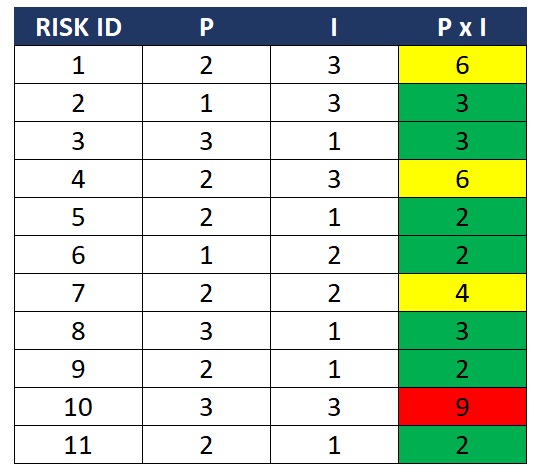 RISK ID P I P x I
1 2 3 6
2 1 3 3
3 3 1 3
4 2 3 6
5 2 1 2
6 1 2 2
7 2 2 4
8 3 1 3
9 2 1 2
10 3 3 9
11 2 1 2